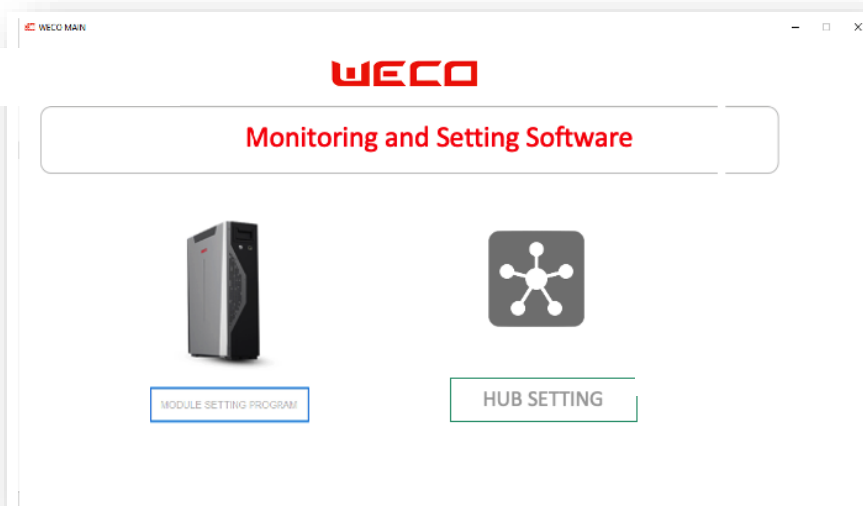 WECO MAIN
WECO
Monitoring and Setting Software
MODULE SETTING PROGRAM
HUB SETTING